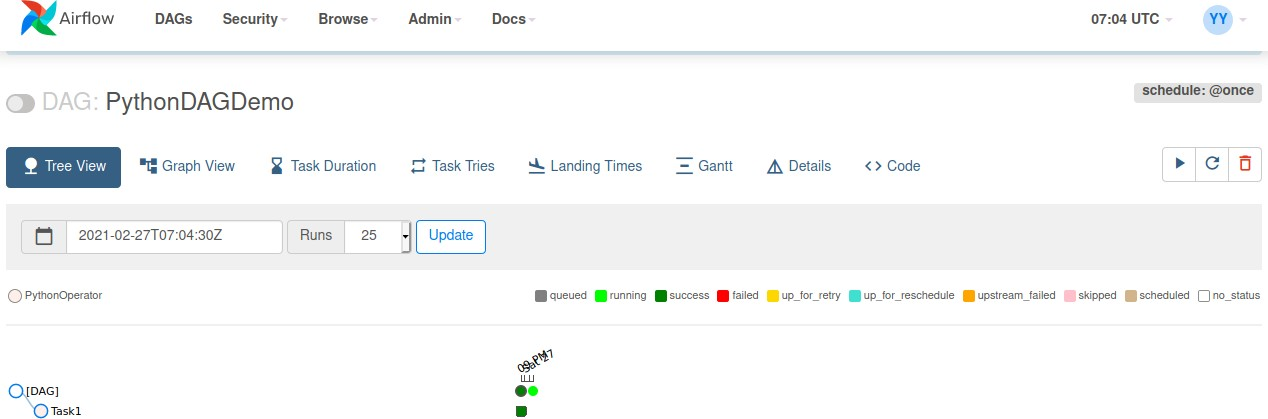 Airflow DAGs Security Browse Admin Docs 07:04 UTC YY
DAG: PythonDAGDemo schedule: @once
Tree View Graph View Task Duration Task Tries Landing Times Gantt Details Code
2021-02-27T07:04:30Z Runs 25 Update
PythonOperator queued running success failed up_for_retry up_for_reschedule upstream_failed skipped scheduled no_status
Sat 27
[DAG]
Task1